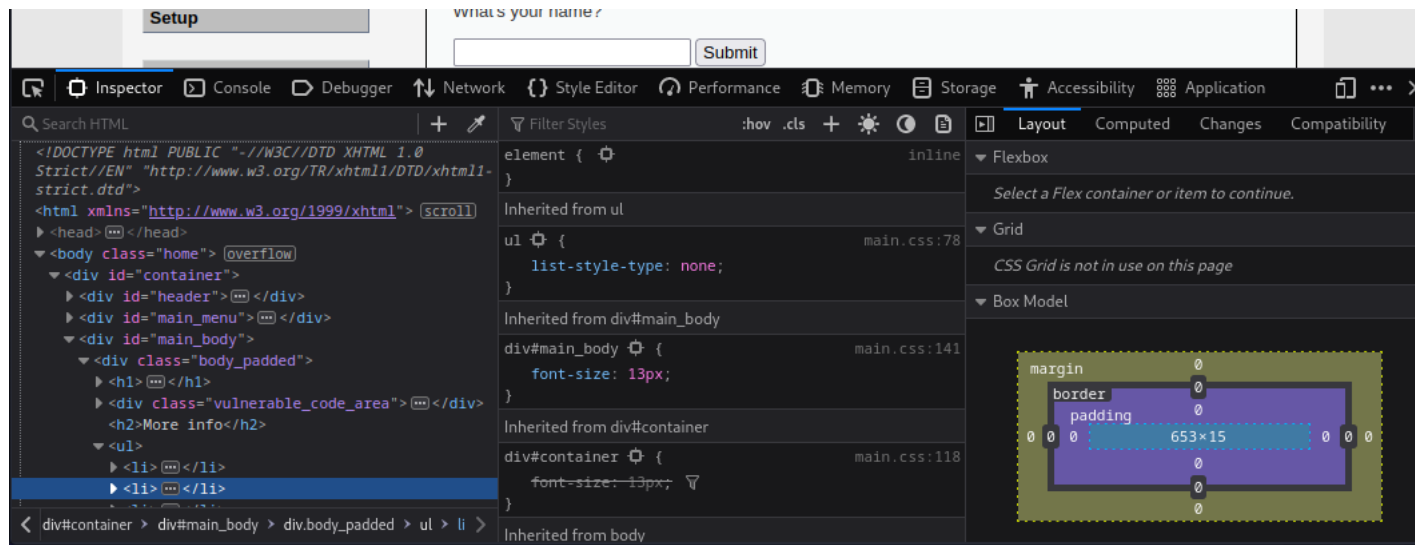 Setup
What's your name?
Submit
Inspector Console Debugger Network Style Editor Performance Memory Storage Accessibility Application
Search HTML
<!DOCTYPE html PUBLIC "-//W3C//DTD XHTML 1.0
Strict//EN" "http://www.w3.org/TR/xhtml1/DTD/xhtml1-
strict.dtd">
<html xmlns="http://www.w3.org/1999/xhtml"> scroll
<head> </head>
<body class="home"> overflow
<div id="container">
<div id="header"> </div>
<div id="main_menu"> </div>
<div id="main_body">
<div class="body_padded">
<h1> </h1>
<div class="vulnerable_code_area"> </div>
<h2>More info</h2>
<ul>
<li> </li>
<li> </li>
div#container > div#main_body > div.body_padded > ul > li
Filter Styles :hov .cls
element { inline
}
Inherited from ul
ul { main.css:78
list-style-type: none;
}
Inherited from div#main_body
div#main_body { main.css:141
font-size: 13px;
}
Inherited from div#container
div#container { main.css:118
font-size: 13px;
}
Inherited from body
Layout Computed Changes Compatibility
Flexbox
Select a Flex container or item to continue.
Grid
CSS Grid is not in use on this page
Box Model
margin 0
border 0
padding 0
0 0 0 653×15 0 0 0
0
0
0